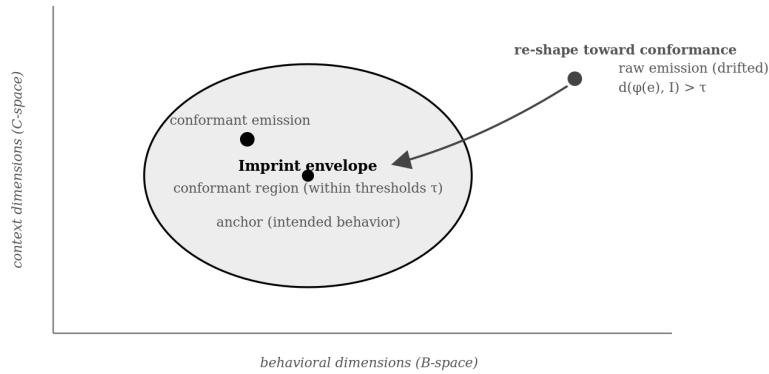 re-shape toward conformance
raw emission (drifted)
d(φ(e), I) > τ
conformant emission
Imprint envelope
conformant region (within thresholds τ)
anchor (intended behavior)
context dimensions (C-space)
behavioral dimensions (B-space)